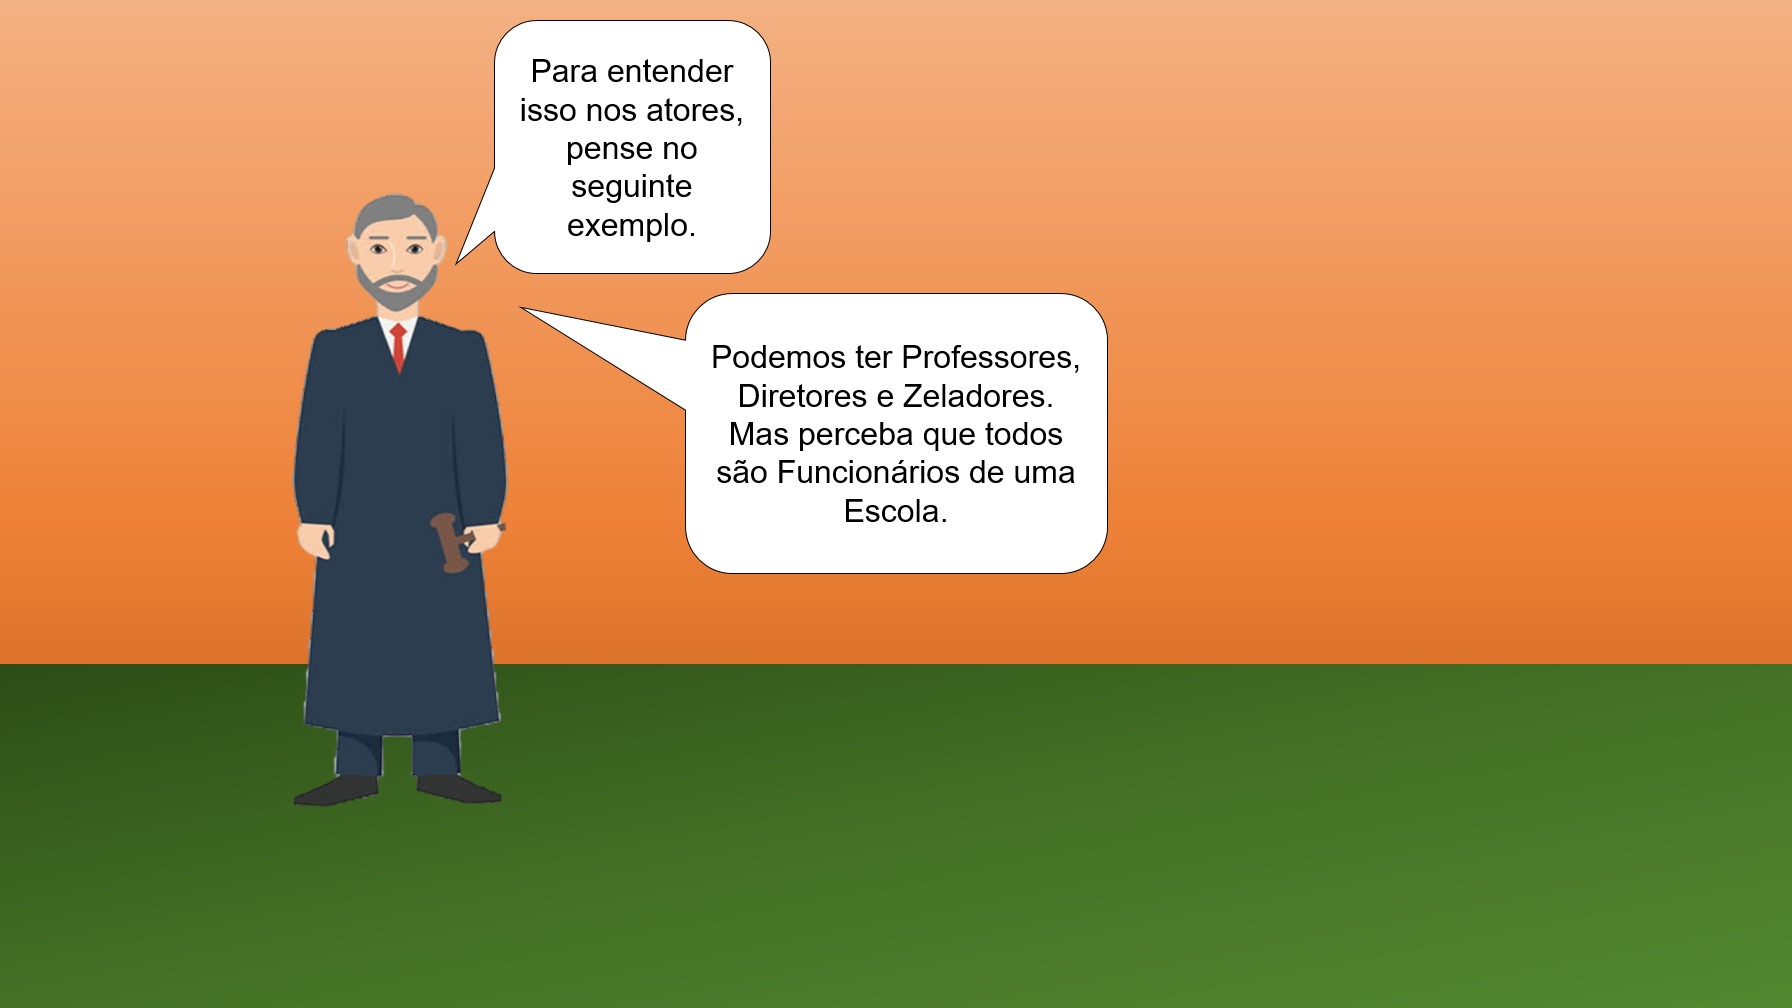 Para entender
isso nos atores,
pense no
seguinte
exemplo.
Podemos ter Professores,
Diretores e Zeladores.
Mas perceba que todos
são Funcionários de uma
Escola.